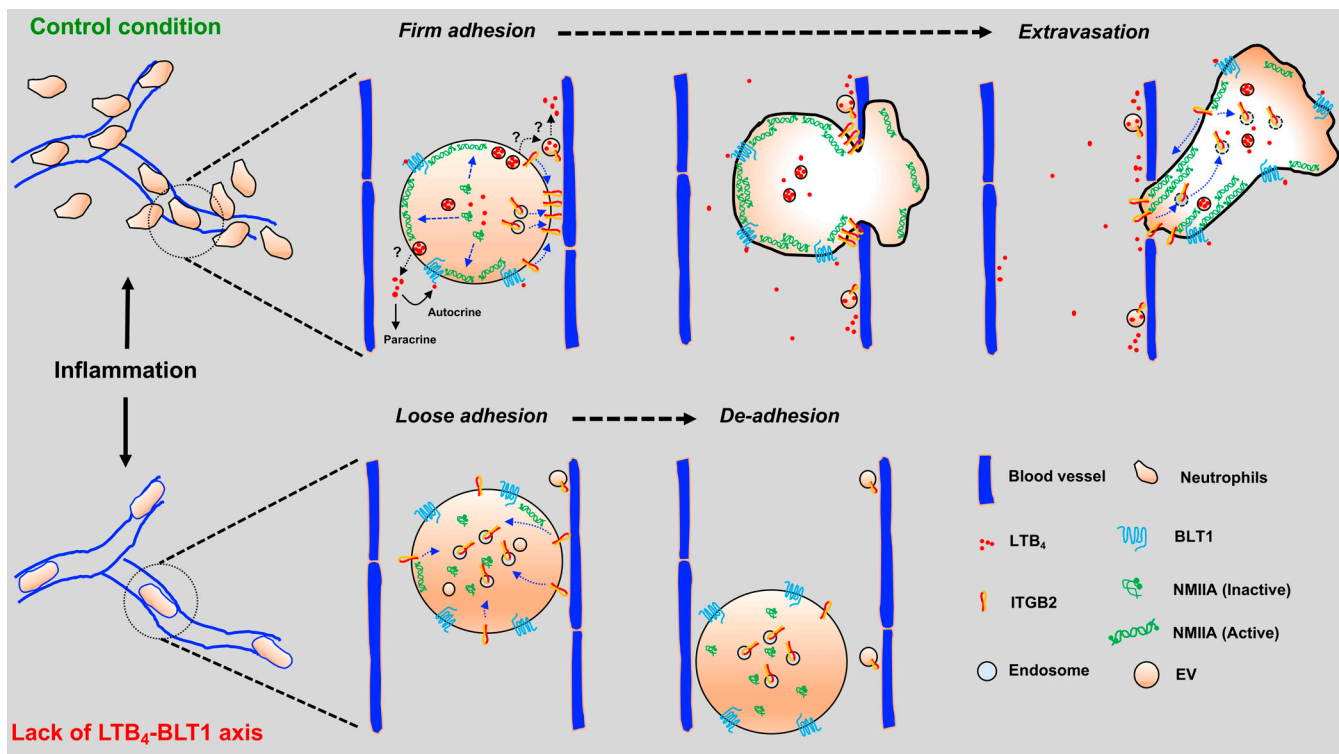 Control condition
Firm adhesion
Extravasation
?
?
?
Autocrine
Paracrine
Inflammation
Loose adhesion
De-adhesion
Blood vessel
Neutrophils
LTB₄
BLT1
ITGB2
NMIIA (Inactive)
NMIIA (Active)
Endosome
EV
Lack of LTB₄-BLT1 axis